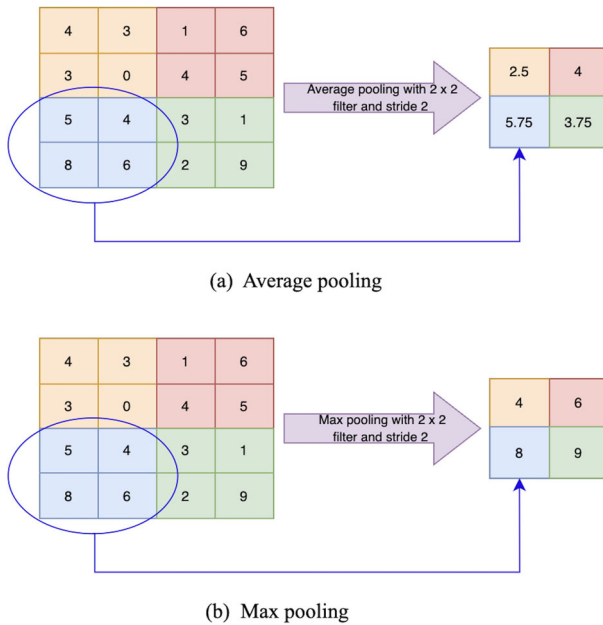 4 3 1 6
3 0 4 5
5 4 3 1
8 6 2 9
Average pooling with 2 x 2
filter and stride 2
2.5 4
5.75 3.75
(a) Average pooling
4 3 1 6
3 0 4 5
5 4 3 1
8 6 2 9
Max pooling with 2 x 2
filter and stride 2
4 6
8 9
(b) Max pooling